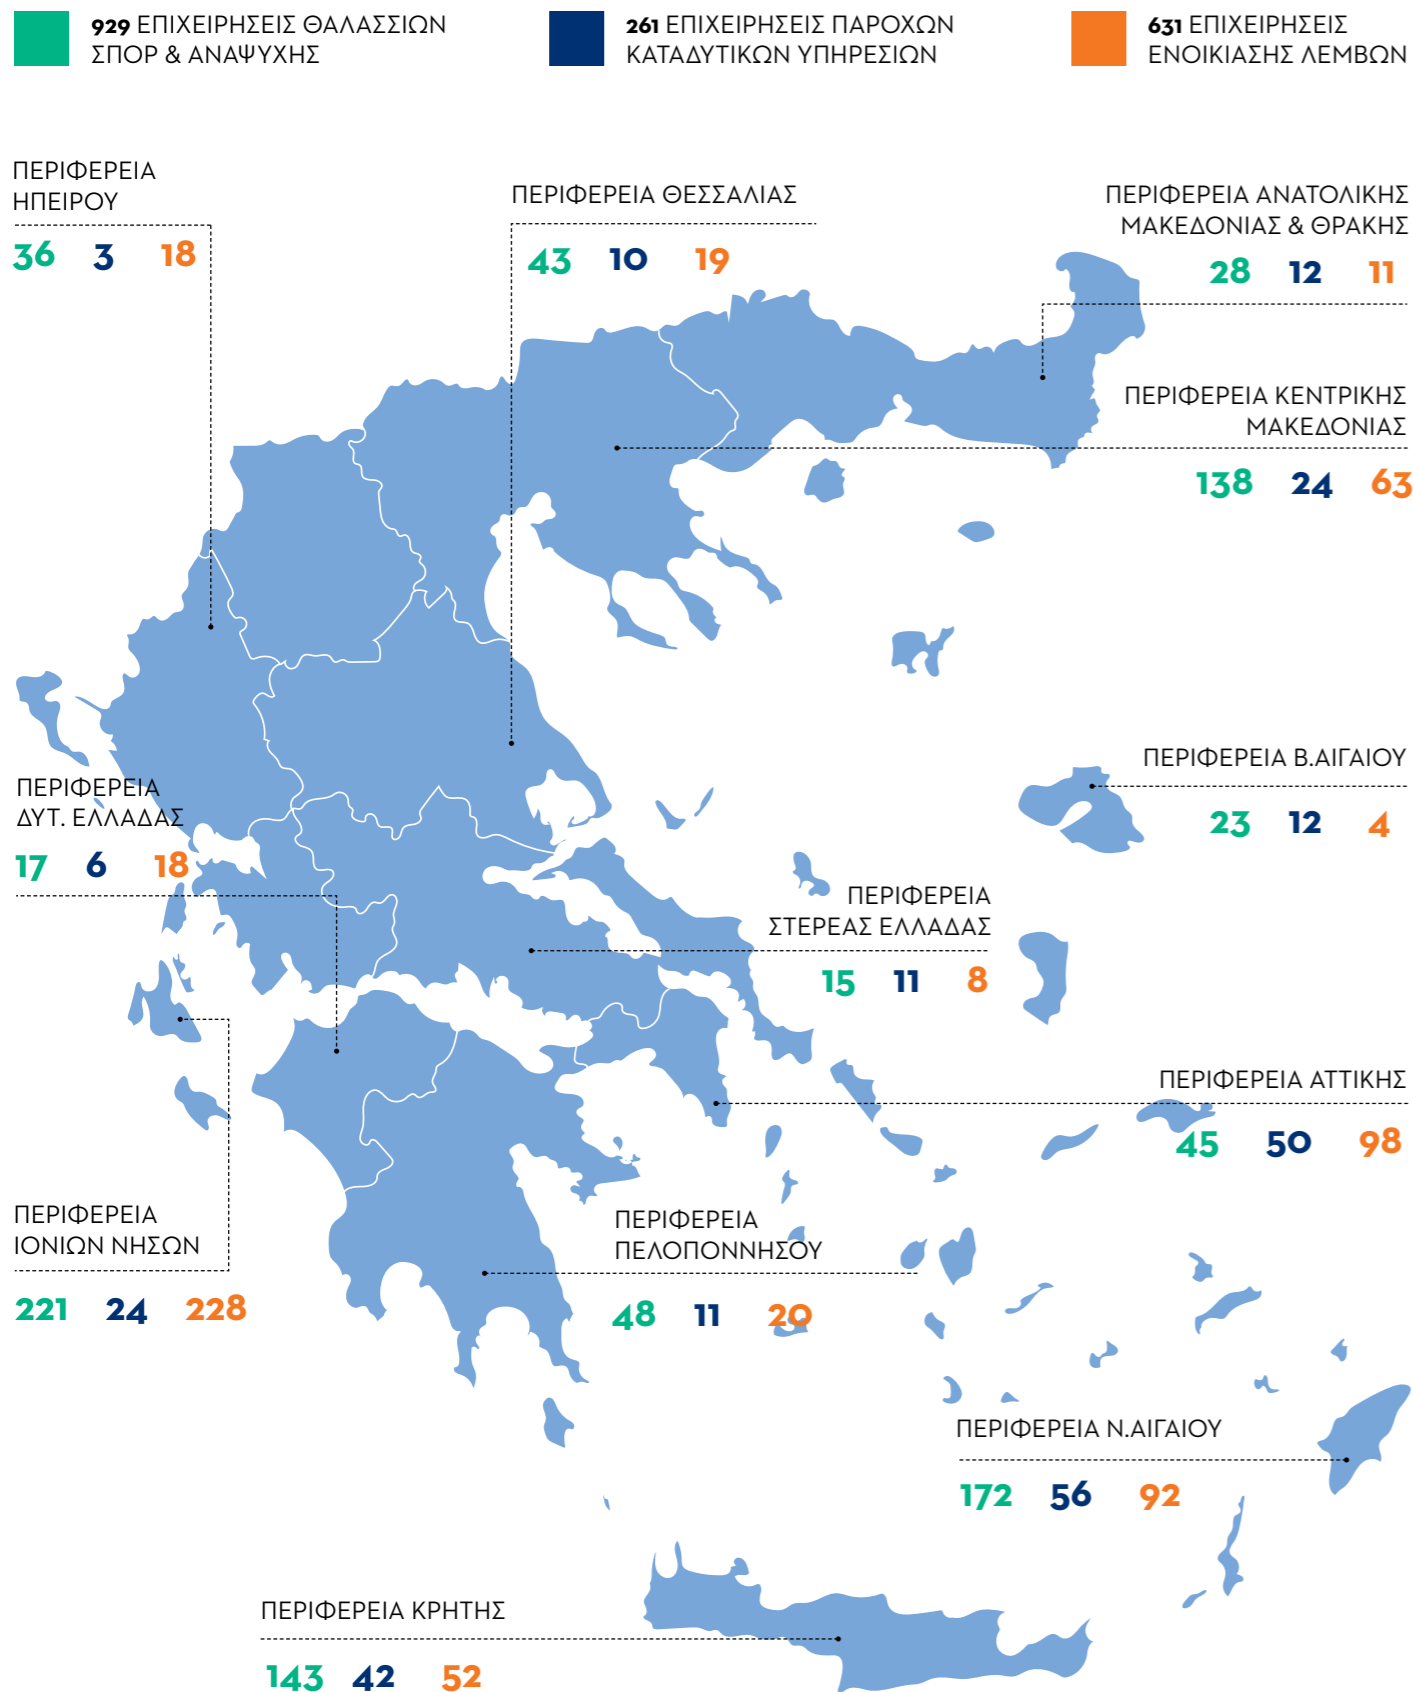 929 ΕΠΙΧΕΙΡΗΣΕΙΣ ΘΑΛΑΣΣΙΩΝ
ΣΠΟΡ & ΑΝΑΨΥΧΗΣ
261 ΕΠΙΧΕΙΡΗΣΕΙΣ ΠΑΡΟΧΩΝ
ΚΑΤΑΔΥΤΙΚΩΝ ΥΠΗΡΕΣΙΩΝ
631 ΕΠΙΧΕΙΡΗΣΕΙΣ
ΕΝΟΙΚΙΑΣΗΣ ΛΕΜΒΩΝ
ΠΕΡΙΦΕΡΕΙΑ
ΗΠΕΙΡΟΥ
36 3 18
ΠΕΡΙΦΕΡΕΙΑ ΘΕΣΣΑΛΙΑΣ
43 10 19
ΠΕΡΙΦΕΡΕΙΑ ΑΝΑΤΟΛΙΚΗΣ
ΜΑΚΕΔΟΝΙΑΣ & ΘΡΑΚΗΣ
28 12 11
ΠΕΡΙΦΕΡΕΙΑ ΚΕΝΤΡΙΚΗΣ
ΜΑΚΕΔΟΝΙΑΣ
138 24 63
ΠΕΡΙΦΕΡΕΙΑ Β.ΑΙΓΑΙΟΥ
23 12 4
ΠΕΡΙΦΕΡΕΙΑ
ΔΥΤ. ΕΛΛΑΔΑΣ
17 6 18
ΠΕΡΙΦΕΡΕΙΑ
ΣΤΕΡΕΑΣ ΕΛΛΑΔΑΣ
15 11 8
ΠΕΡΙΦΕΡΕΙΑ ΑΤΤΙΚΗΣ
45 50 98
ΠΕΡΙΦΕΡΕΙΑ
ΙΟΝΙΩΝ ΝΗΣΩΝ
221 24 228
ΠΕΡΙΦΕΡΕΙΑ
ΠΕΛΟΠΟΝΝΗΣΟΥ
48 11 20
ΠΕΡΙΦΕΡΕΙΑ Ν.ΑΙΓΑΙΟΥ
172 56 92
ΠΕΡΙΦΕΡΕΙΑ ΚΡΗΤΗΣ
143 42 52